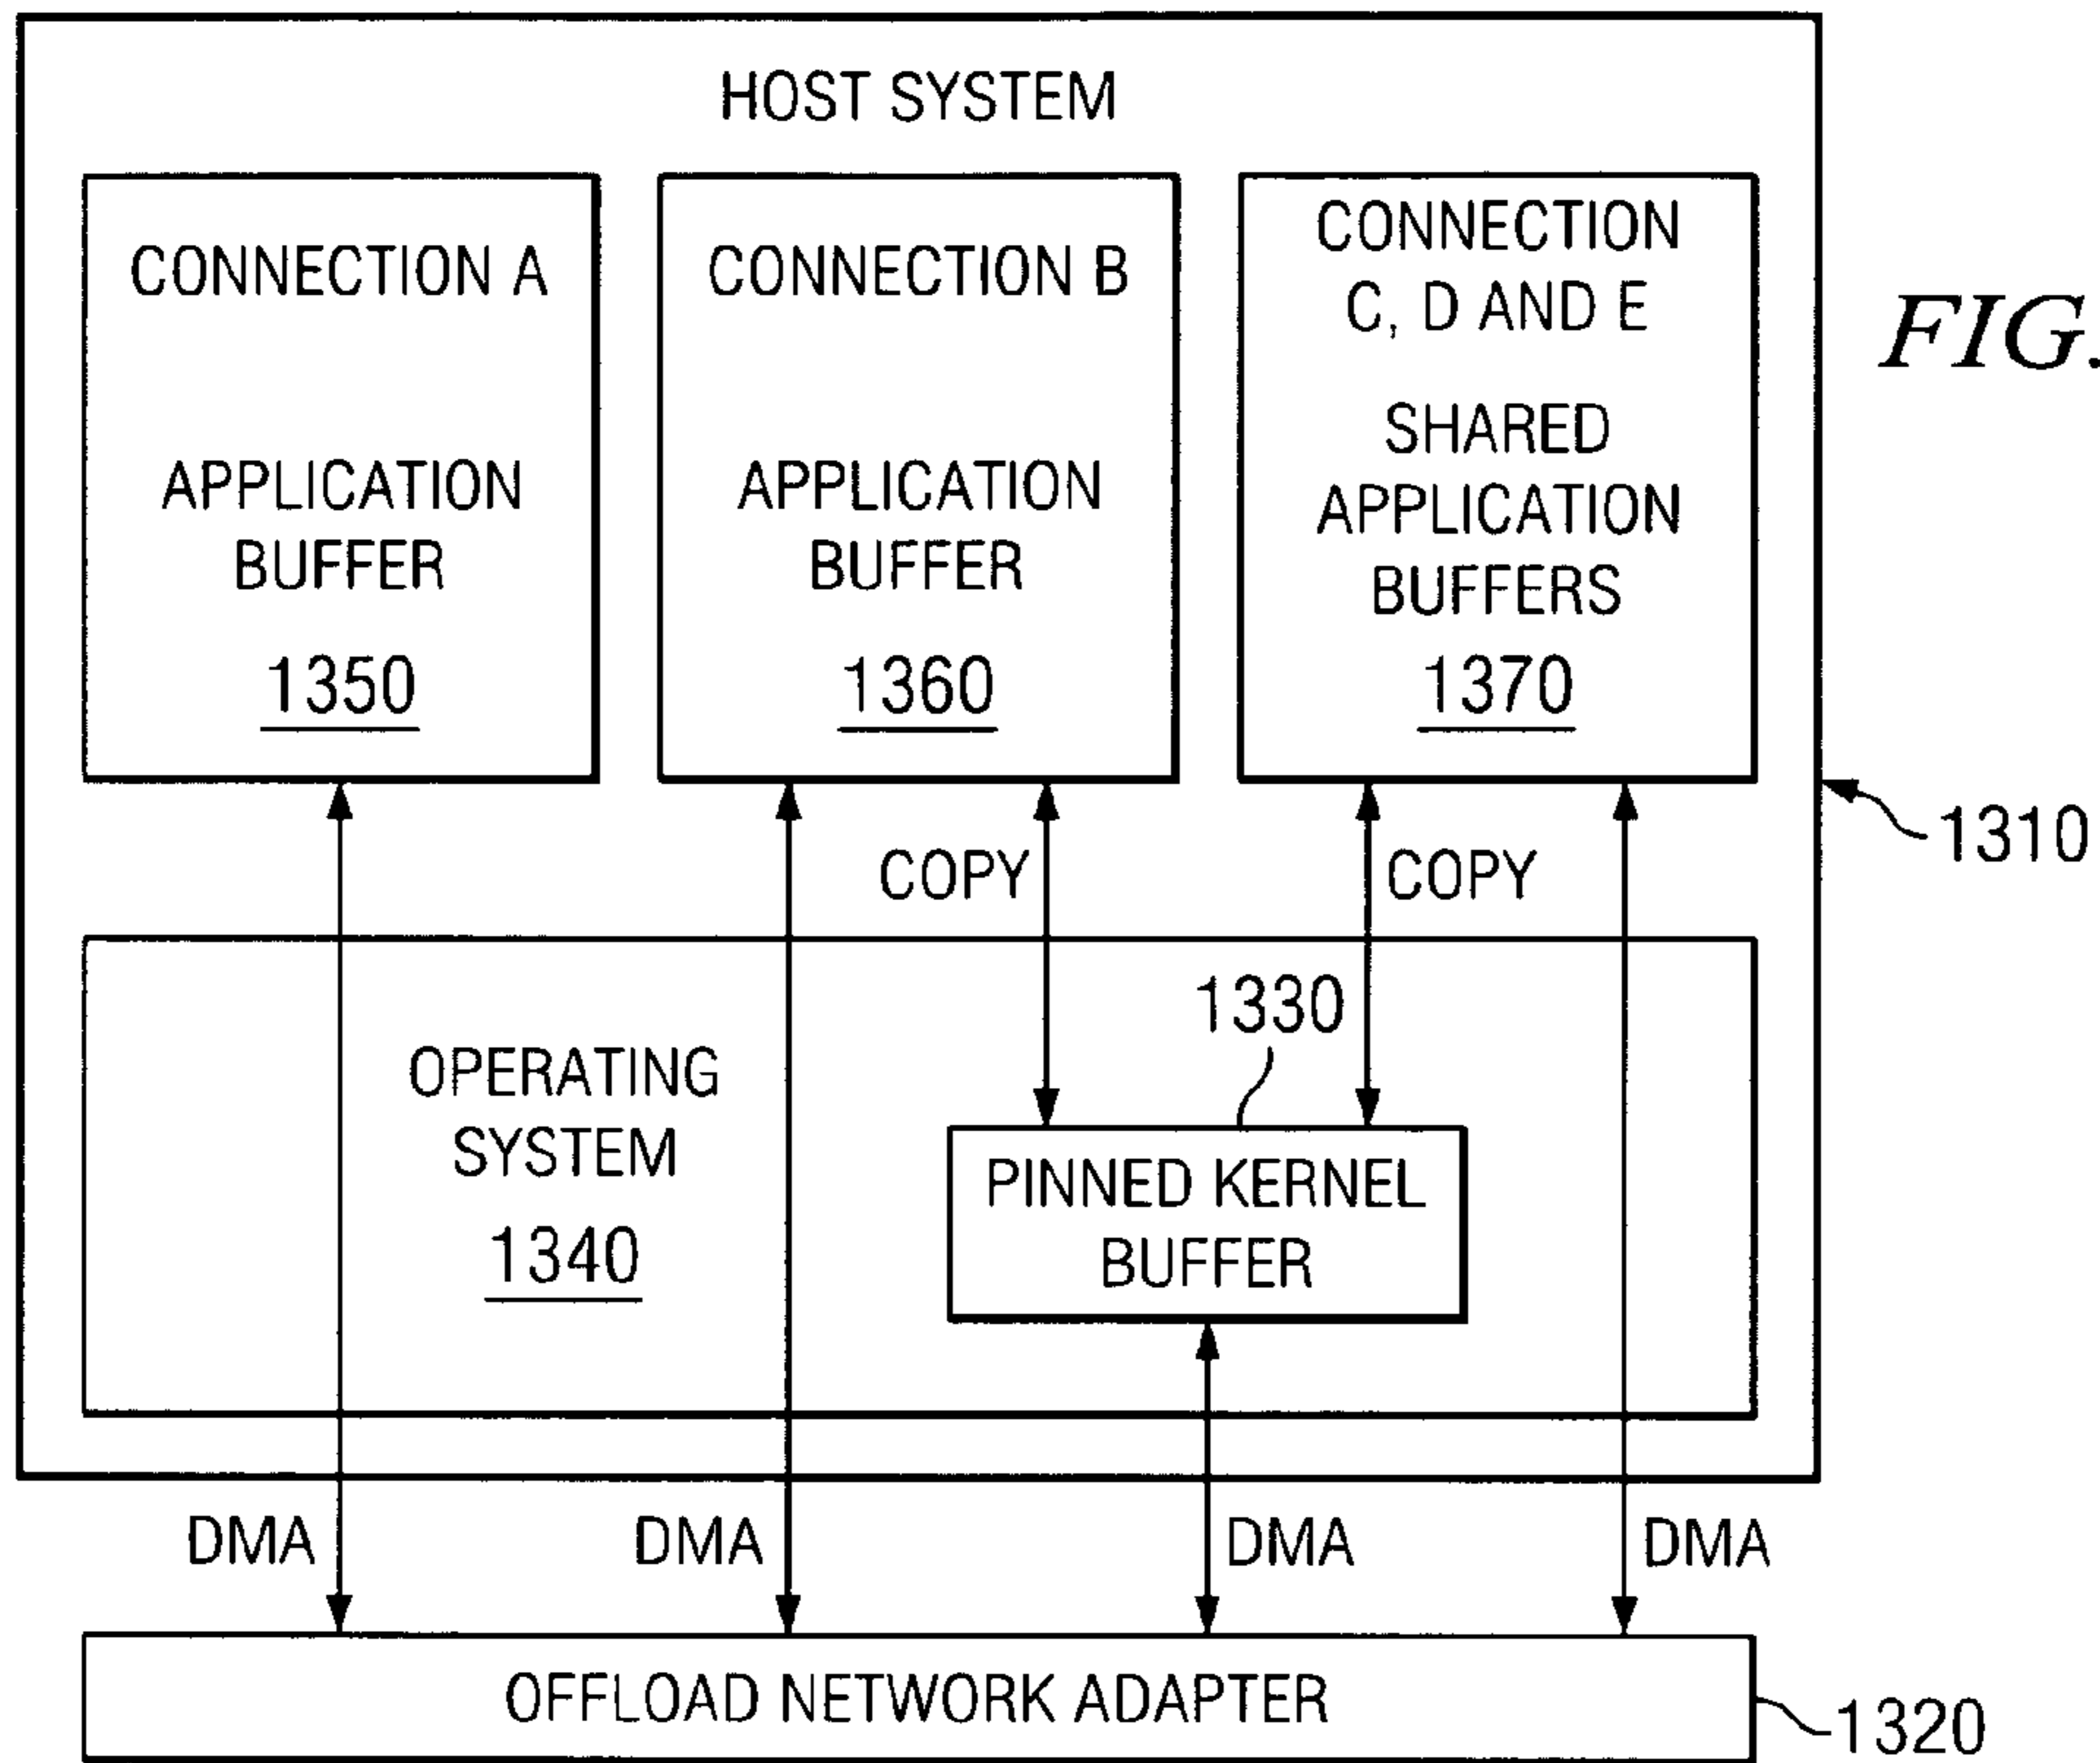 HOST SYSTEM
CONNECTION A
APPLICATION
BUFFER
1350
CONNECTION B
APPLICATION
BUFFER
1360
CONNECTION
C, D AND E
SHARED
APPLICATION
BUFFERS
1370
FIG.
1310
COPY
COPY
OPERATING
SYSTEM
1340
1330
PINNED KERNEL
BUFFER
DMA
DMA
DMA
DMA
OFFLOAD NETWORK ADAPTER
1320